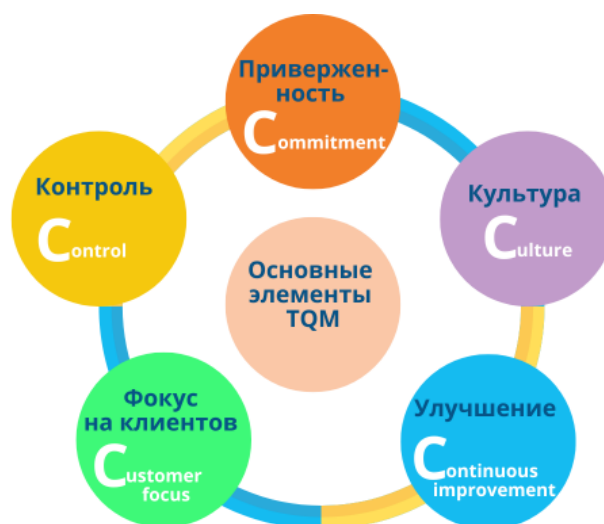 Привержен-
ность
Commitment
Контроль
Control
Культура
Culture
Основные
элементы
TQM
Фокус
на клиентов
Customer
focus
Улучшение
Continuous
improvement